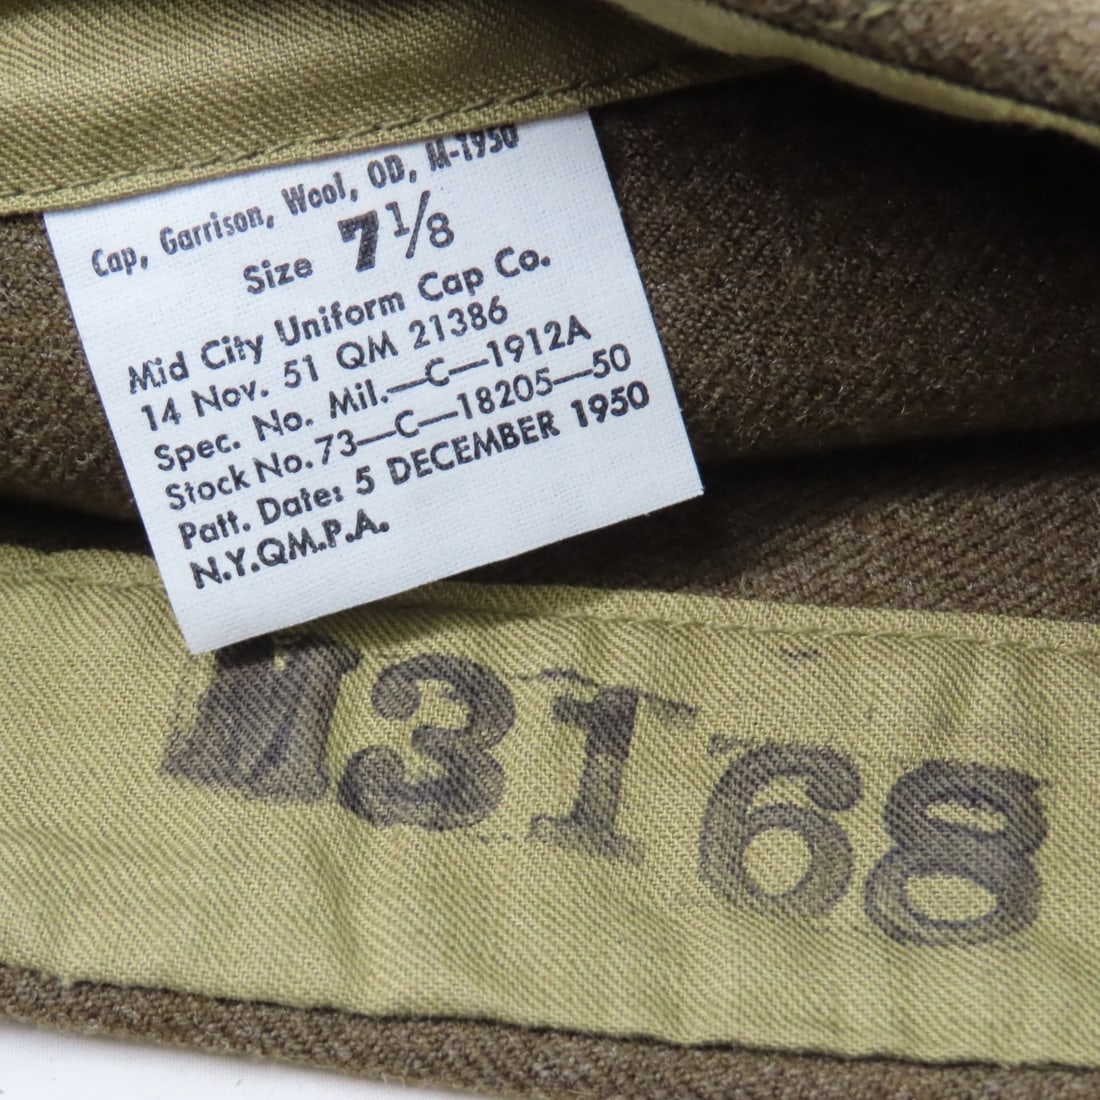 Cap, Garrison, Wool, OD, M-1950
Size 7 1/8
Mid City Uniform Cap Co.
14 Nov. 51 QM 21386
Spec. No. Mil.—C—1912A
Stock No. 73—C—18205—50
Patt. Date: 5 DECEMBER 1950
N.Y.QM.P.A.
M3168